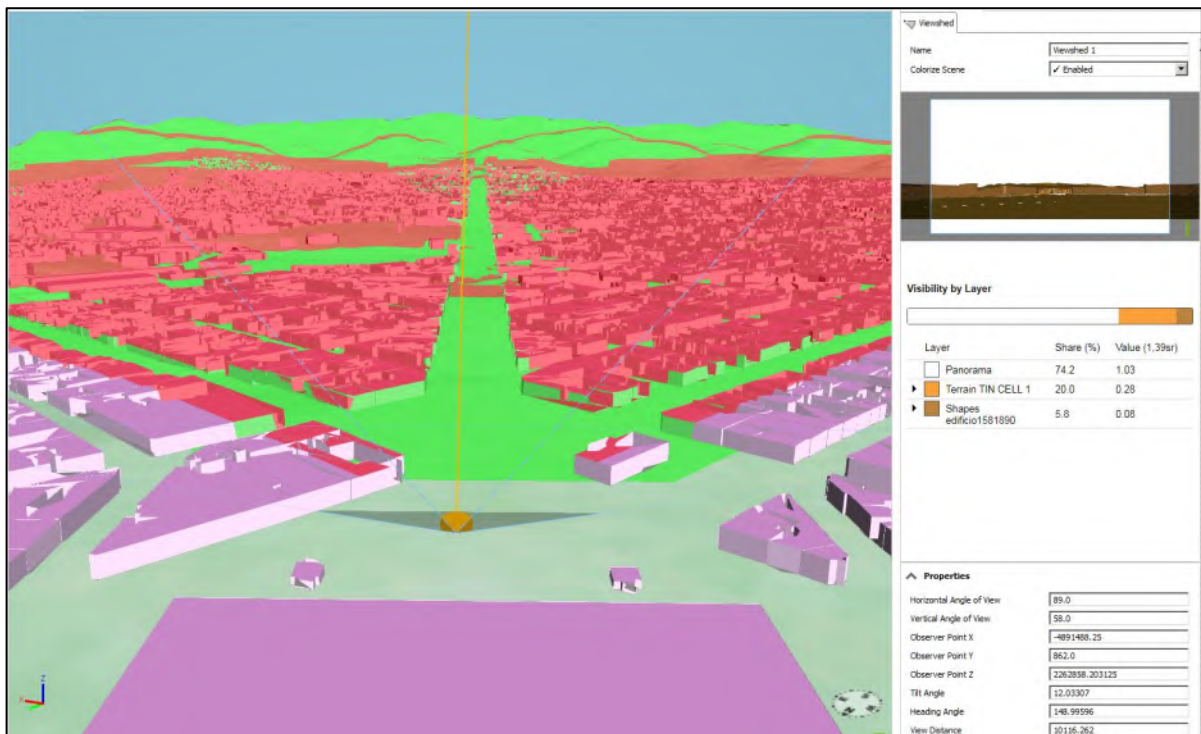 Viewshed
Name Viewshed 1
Colorize Scene ✓ Enabled
Visibility by Layer
Layer Share (%) Value (1,39sr)
Panorama 74.2 1.03
Terrain TIN CELL 1 20.0 0.28
Shapes
edificio1581890 5.8 0.08
Properties
Horizontal Angle of View 89.0
Vertical Angle of View 58.0
Observer Point X -4891488.25
Observer Point Y 862.0
Observer Point Z 2262858.203125
Tilt Angle 12.03307
Heading Angle 148.99596
View Distance 10116.262
Z
X